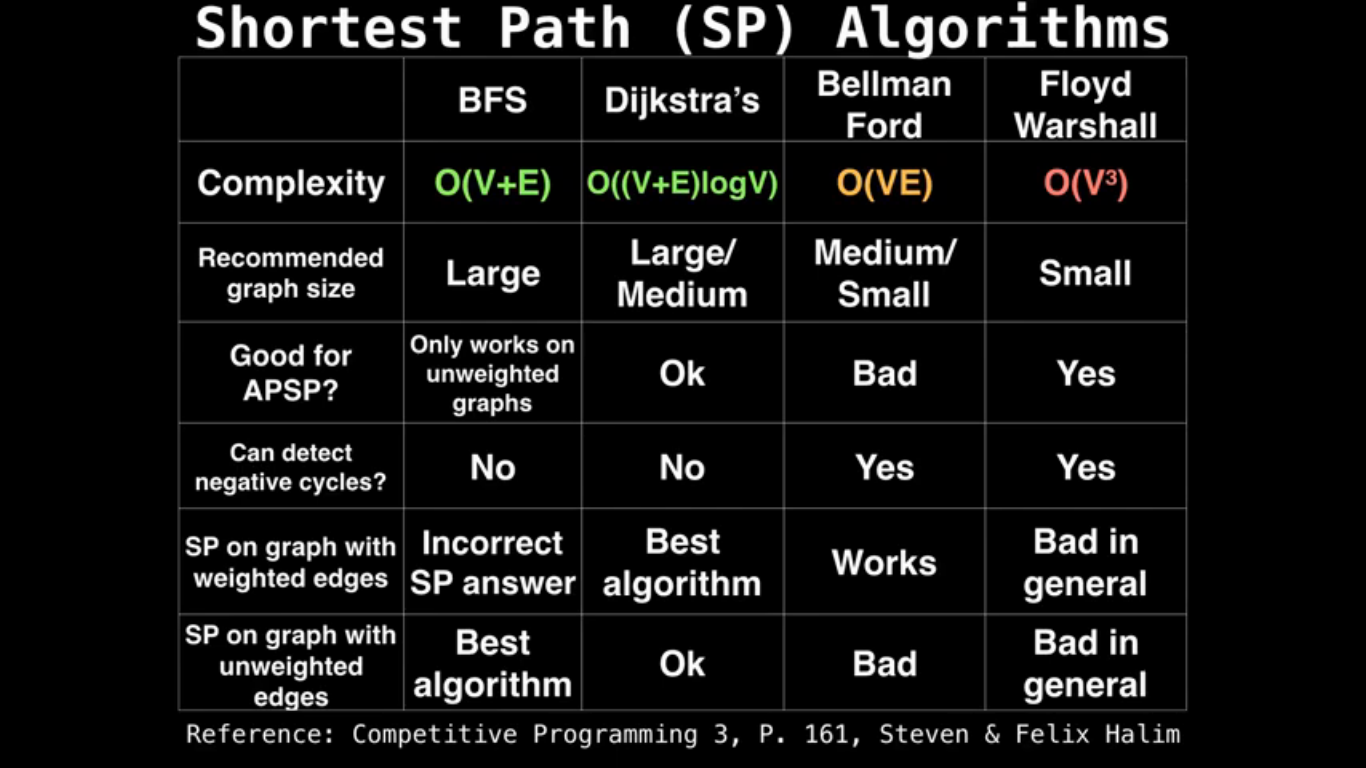 Shortest Path (SP) Algorithms
BFS
Dijkstra’s
Bellman
Ford
Floyd
Warshall
Complexity
O(V+E)
O((V+E)logV)
O(VE)
O(V³)
Recommended
graph size
Large
Large/
Medium
Medium/
Small
Small
Good for
APSP?
Only works on
unweighted
graphs
Ok
Bad
Yes
Can detect
negative cycles?
No
No
Yes
Yes
SP on graph with
weighted edges
Incorrect
SP answer
Best
algorithm
Works
Bad in
general
SP on graph with
unweighted
edges
Best
algorithm
Ok
Bad
Bad in
general
Reference: Competitive Programming 3, P. 161, Steven & Felix Halim